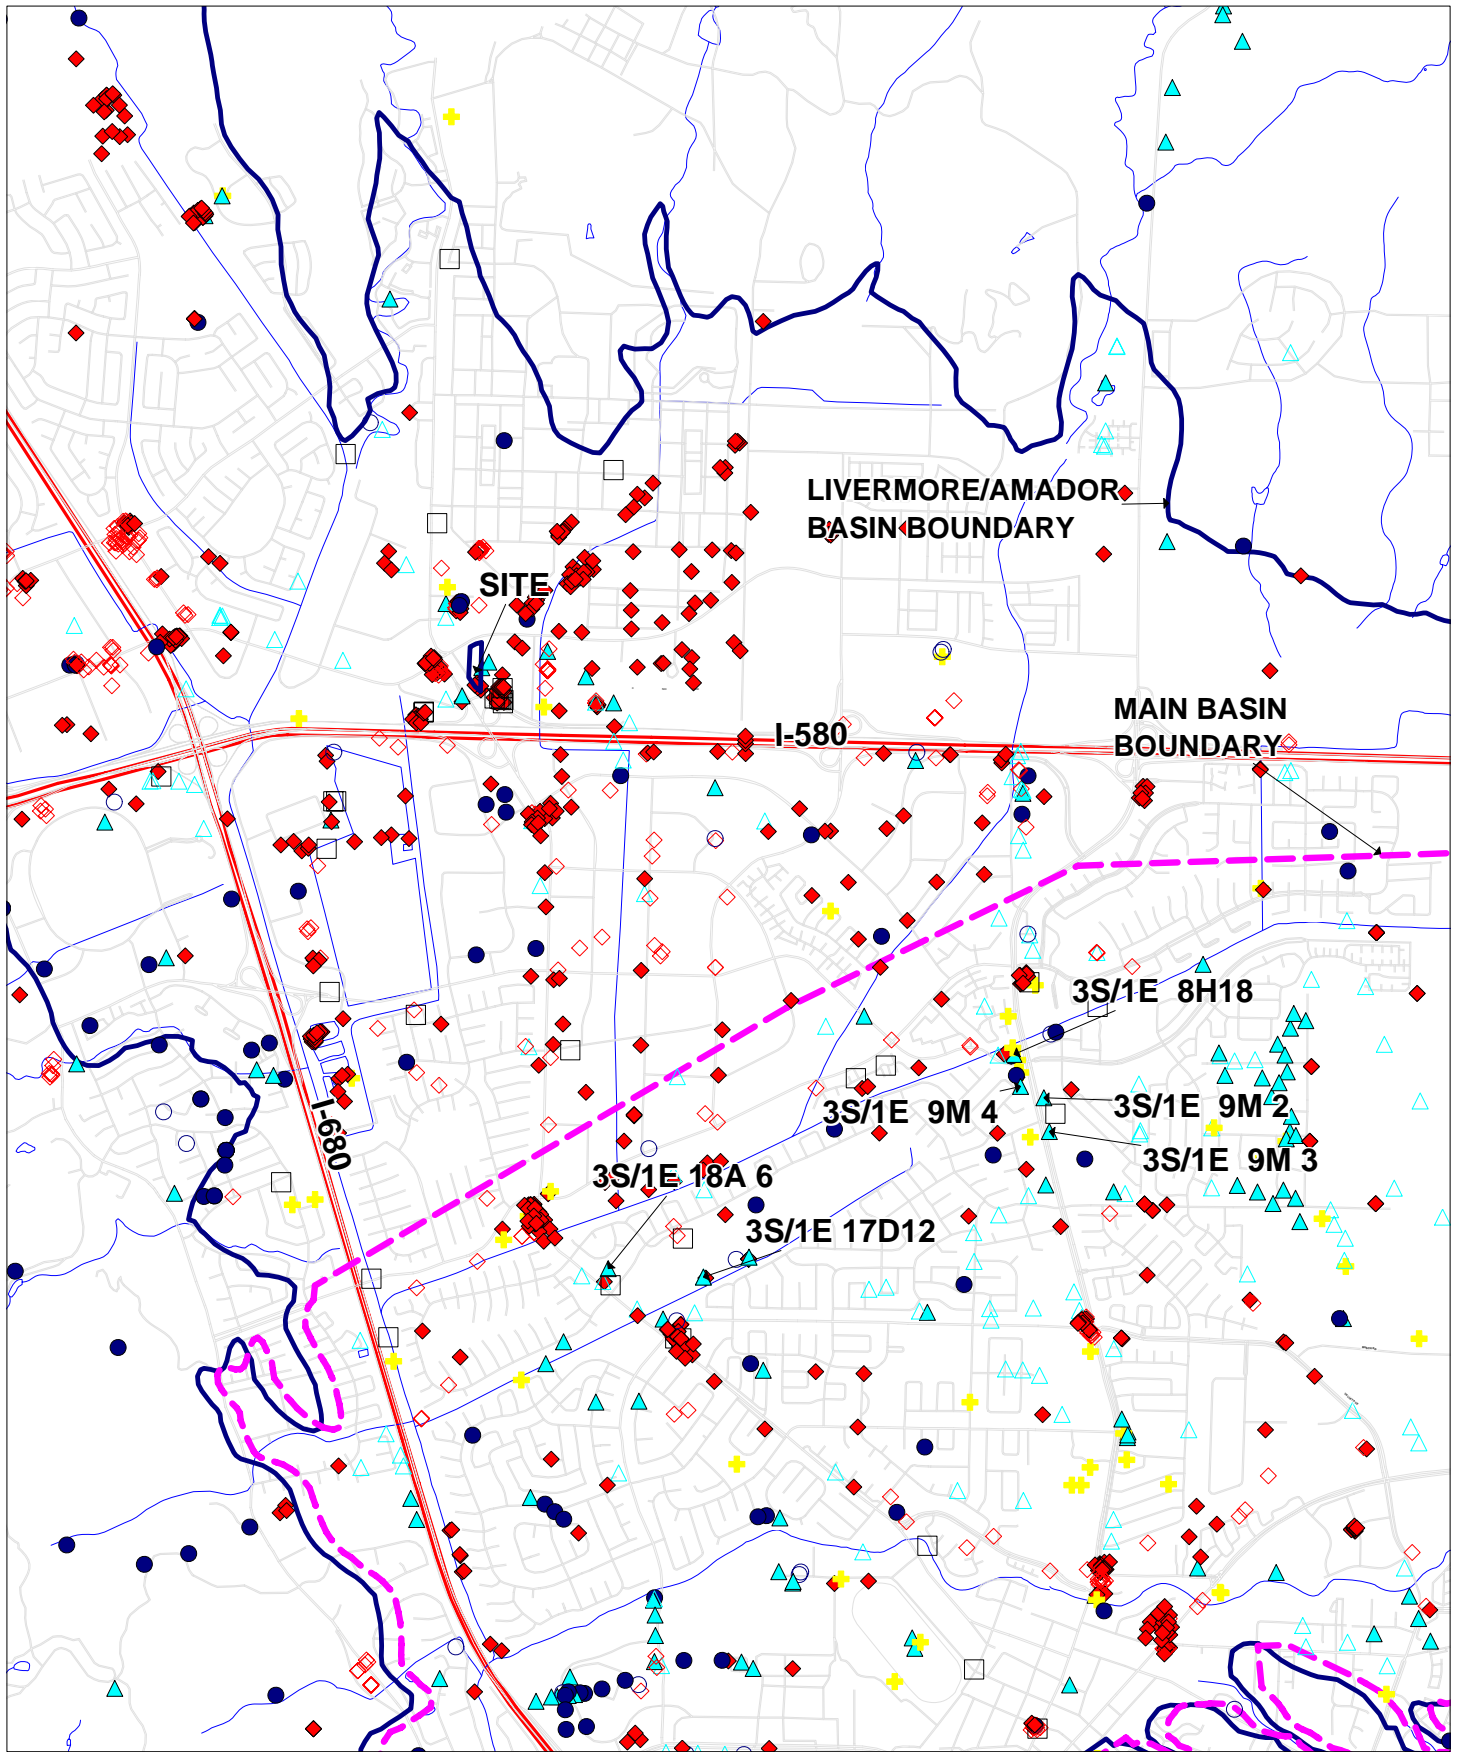 LIVERMORE/AMADOR
BASIN BOUNDARY
SITE
MAIN BASIN
BOUNDARY
I-580
3S/1E 8H18
3S/1E 9M 4
3S/1E 9M 2
I-680
3S/1E 9M 3
3S/1E 18A 6
3S/1E 17D12